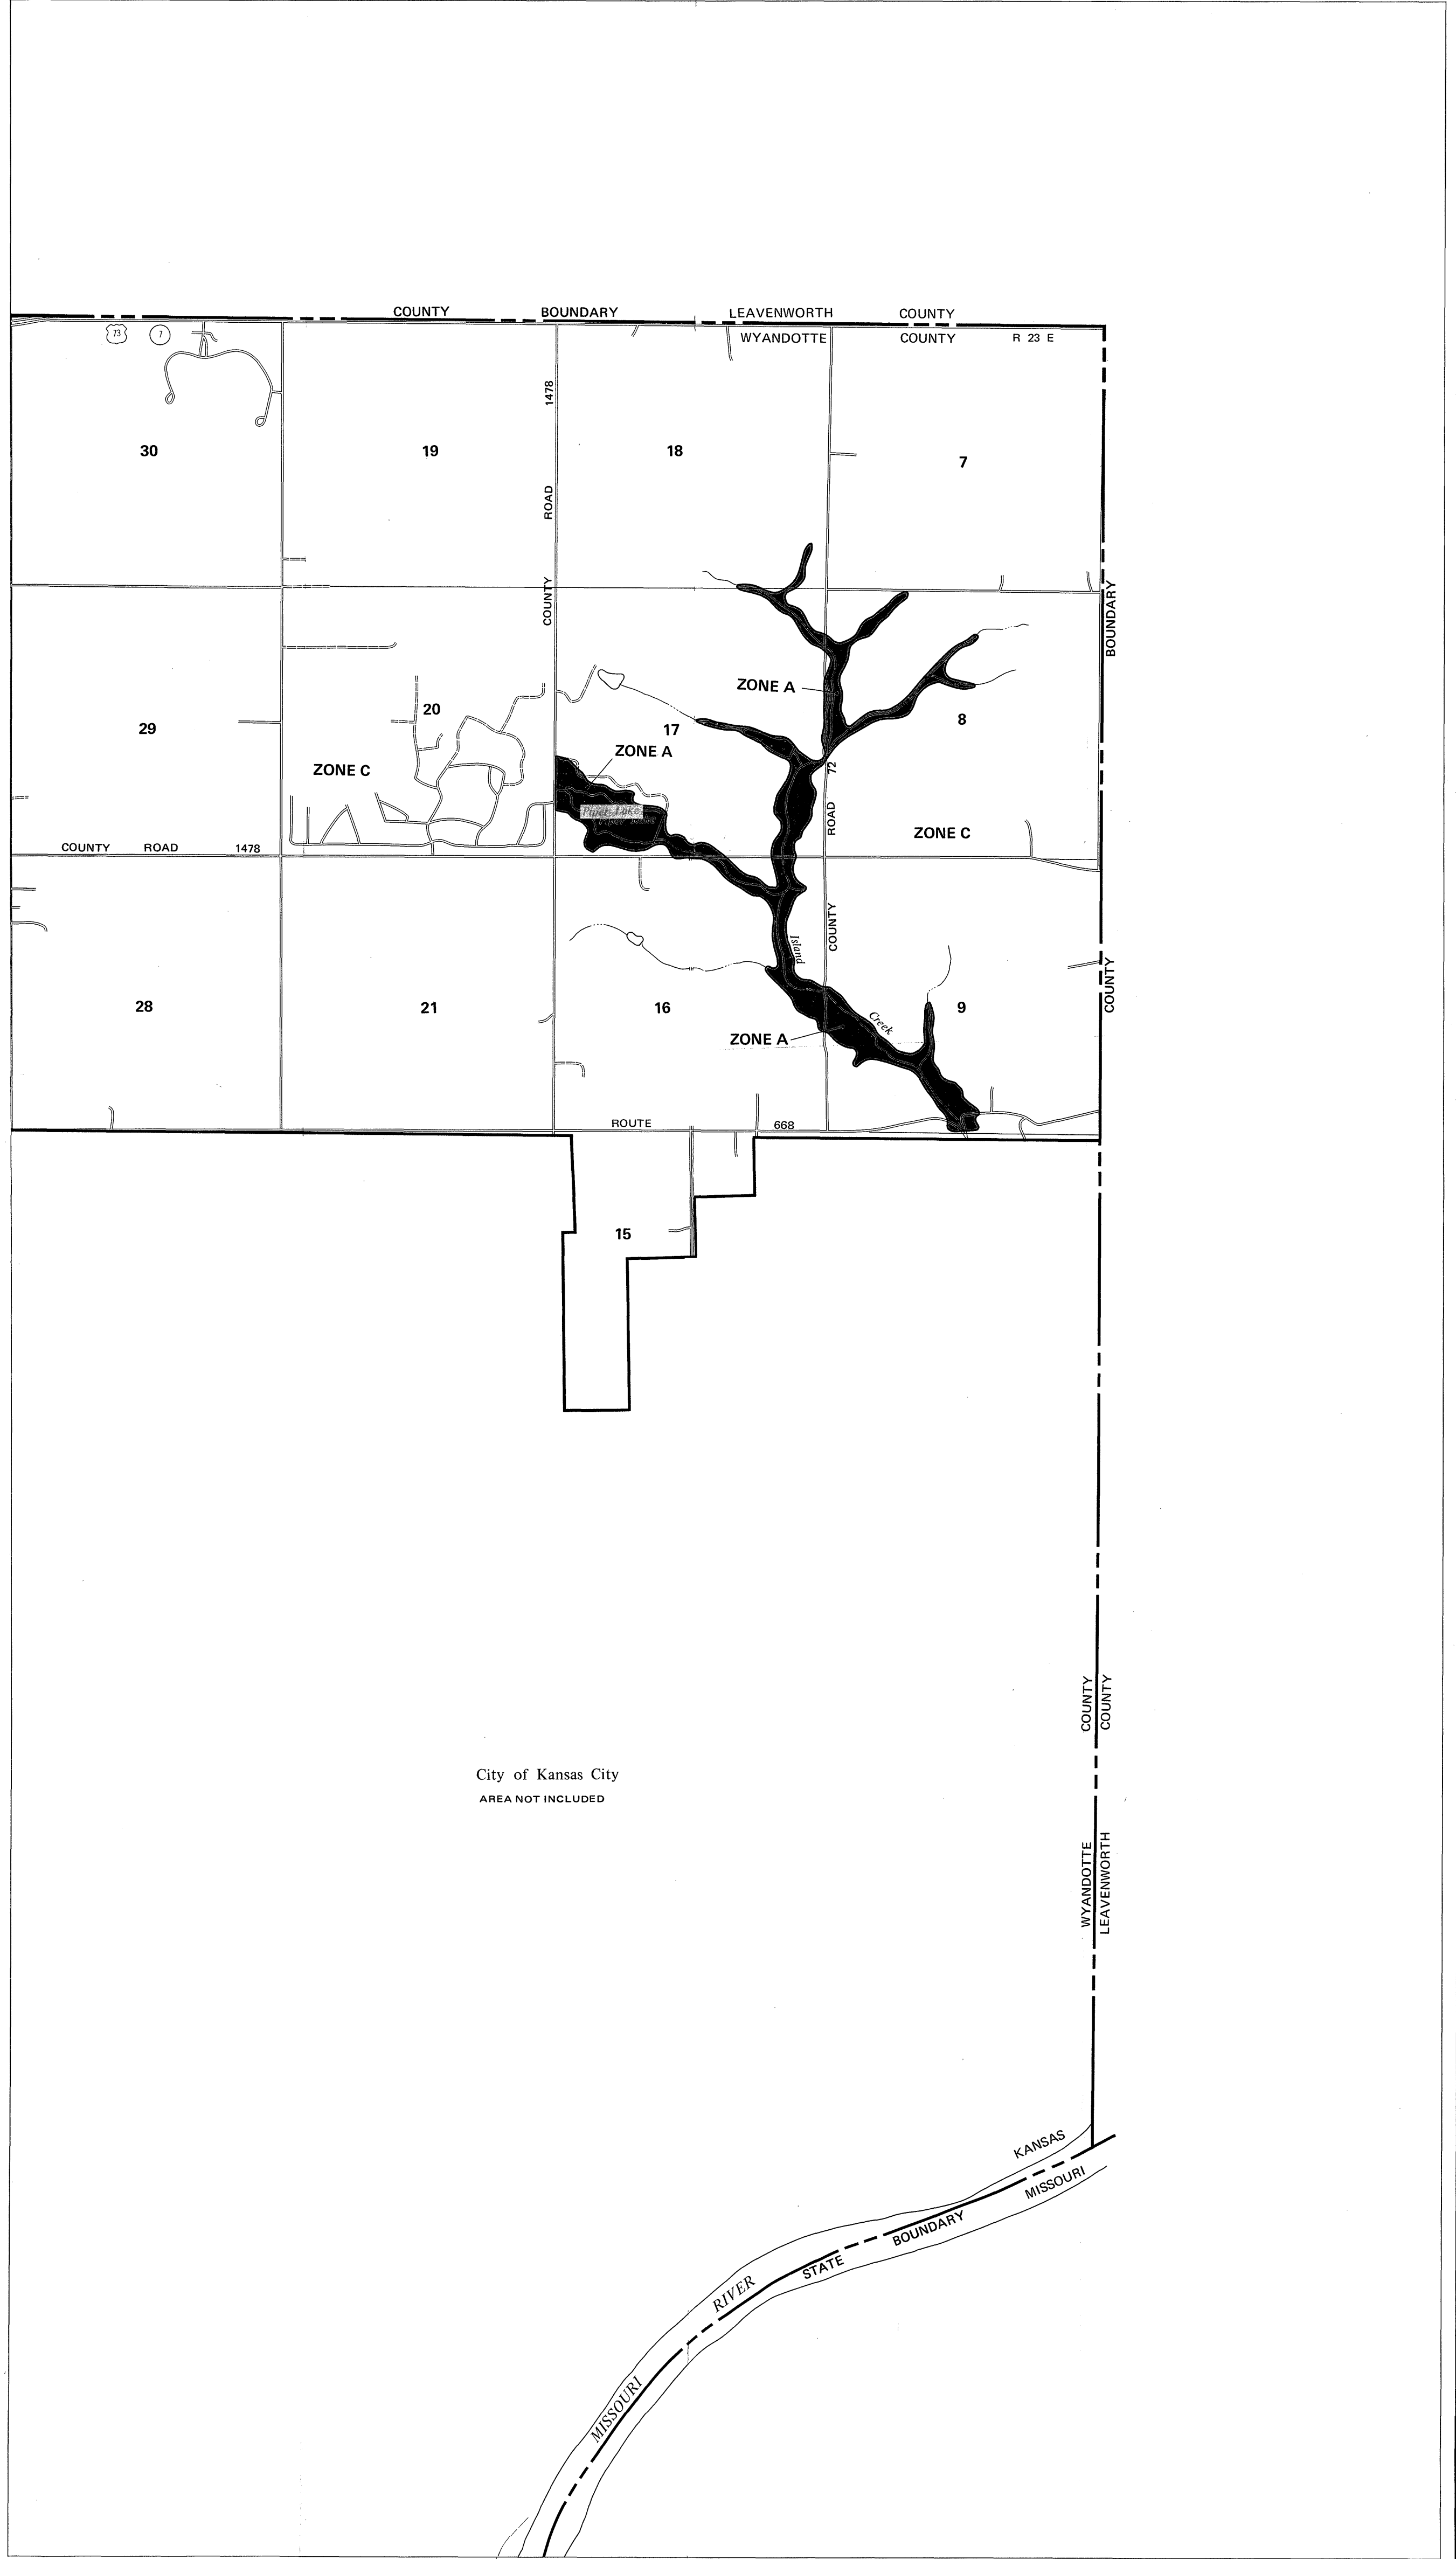 COUNTY BOUNDARY LEAVENWORTH COUNTY
WYANDOTTE COUNTY R 23 E
73
7
1478
ROAD
COUNTY
30
19
18
7
BOUNDARY
ZONE A
20
29
17
8
ZONE A
ZONE C
72
Piper Lake
ROAD
ZONE C
COUNTY ROAD 1478
COUNTY
Island
COUNTY
28
21
16
Creek
9
ZONE A
ROUTE 668
15
COUNTY
COUNTY
City of Kansas City
AREA NOT INCLUDED
WYANDOTTE
LEAVENWORTH
KANSAS
MISSOURI
BOUNDARY
STATE
RIVER
MISSOURI